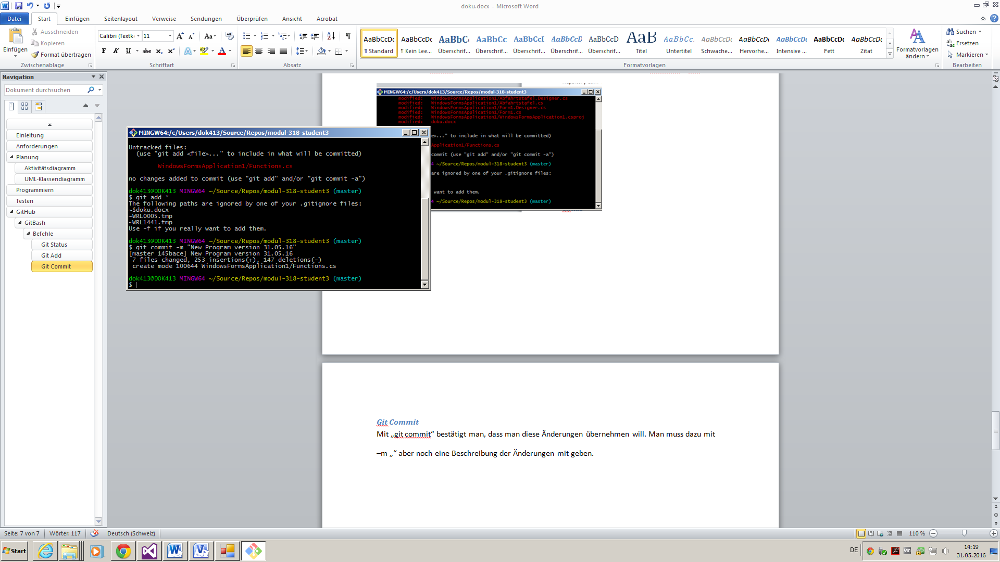 doku.docx - Microsoft Word
Datei Start Einfügen Seitenlayout Verweise Sendungen Überprüfen Ansicht Acrobat
Einfügen
Ausschneiden
Kopieren
Format übertragen
Zwischenablage
Calibri (Textk 11
F K U abc x₂ x² A ab A
Schriftart
Absatz
AaBbCcDc AaBbCcDc AaBbC AaBbCc AaBbCcI AaBbCcD AaBbCcD AaB AaBbCc. AaBbCcDc AaBbCcDc AaBbCcDc AaBbCcDc AaBbCcDc
¶ Standard ¶ Kein Lee... Überschrif... Überschrif... Überschrif... Überschrif... Überschrif... Titel Untertitel Schwache... Hervorhe... Intensive ... Fett Zitat
Formatvorlagen
Formatvorlagen
ändern
Suchen
Ersetzen
Markieren
Bearbeiten
Navigation
Dokument durchsuchen
Einleitung
Anforderungen
Planung
Aktivitätsdiagramm
UML-Klassendiagramm
Programmieren
Testen
GitHub
GitBash
Befehle
Git Status
Git Add
Git Commit
MINGW64:/c/Users/dok413/Source/Repos/modul-318-student3
modified: WindowsFormsApplication1/Abfahrtstafel.Designer.cs
modified: WindowsFormsApplication1/Abfahrtstafel.cs
modified: WindowsFormsApplication1/Form1.Designer.cs
modified: WindowsFormsApplication1/Form1.cs
modified: WindowsFormsApplication1/WindowsFormsApplication1.csproj
modified: doku.docx
e>..." to include in what will be committed)
pplication1/Functions.cs
commit (use "git add" and/or "git commit -a")
4 ~/Source/Repos/modul-318-student3 (master)
are ignored by one of your .gitignore files:
want to add them.
4 ~/Source/Repos/modul-318-student3 (master)
MINGW64:/c/Users/dok413/Source/Repos/modul-318-student3
Untracked files:
(use "git add <file>..." to include in what will be committed)
WindowsFormsApplication1/Functions.cs
no changes added to commit (use "git add" and/or "git commit -a")
dok413@DOK413 MINGW64 ~/Source/Repos/modul-318-student3 (master)
$ git add *
The following paths are ignored by one of your .gitignore files:
~$doku.docx
~WRL0005.tmp
~WRL1441.tmp
Use -f if you really want to add them.
dok413@DOK413 MINGW64 ~/Source/Repos/modul-318-student3 (master)
$ git commit -m "New Program version 31.05.16"
[master 145bace] New Program version 31.05.16
7 files changed, 253 insertions(+), 147 deletions(-)
create mode 100644 WindowsFormsApplication1/Functions.cs
dok413@DOK413 MINGW64 ~/Source/Repos/modul-318-student3 (master)
$
Git Commit
Mit „git commit“ bestätigt man, dass man diese Änderungen übernehmen will. Man muss dazu mit
–m „“ aber noch eine Beschreibung der Änderungen mit geben.
Seite: 7 von 7 Wörter: 117 Deutsch (Schweiz)
110 %
Start
DE
14:19
31.05.2016